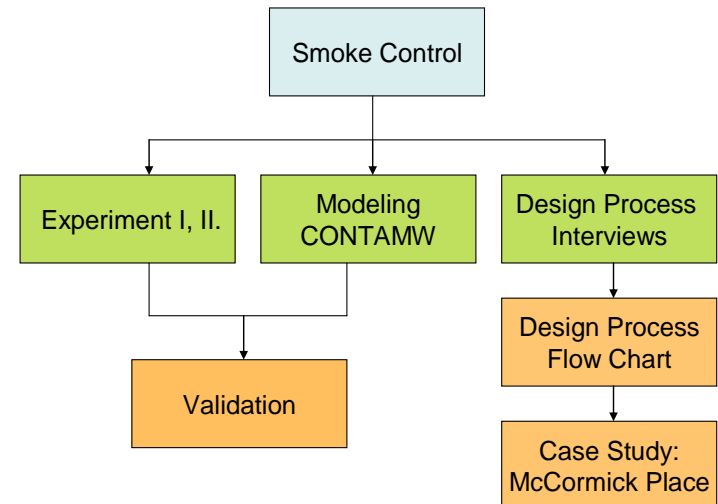 Smoke Control
Experiment I, II.
Modeling
CONTAMW
Design Process
Interviews
Design Process
Flow Chart
Validation
Case Study:
McCormick Place